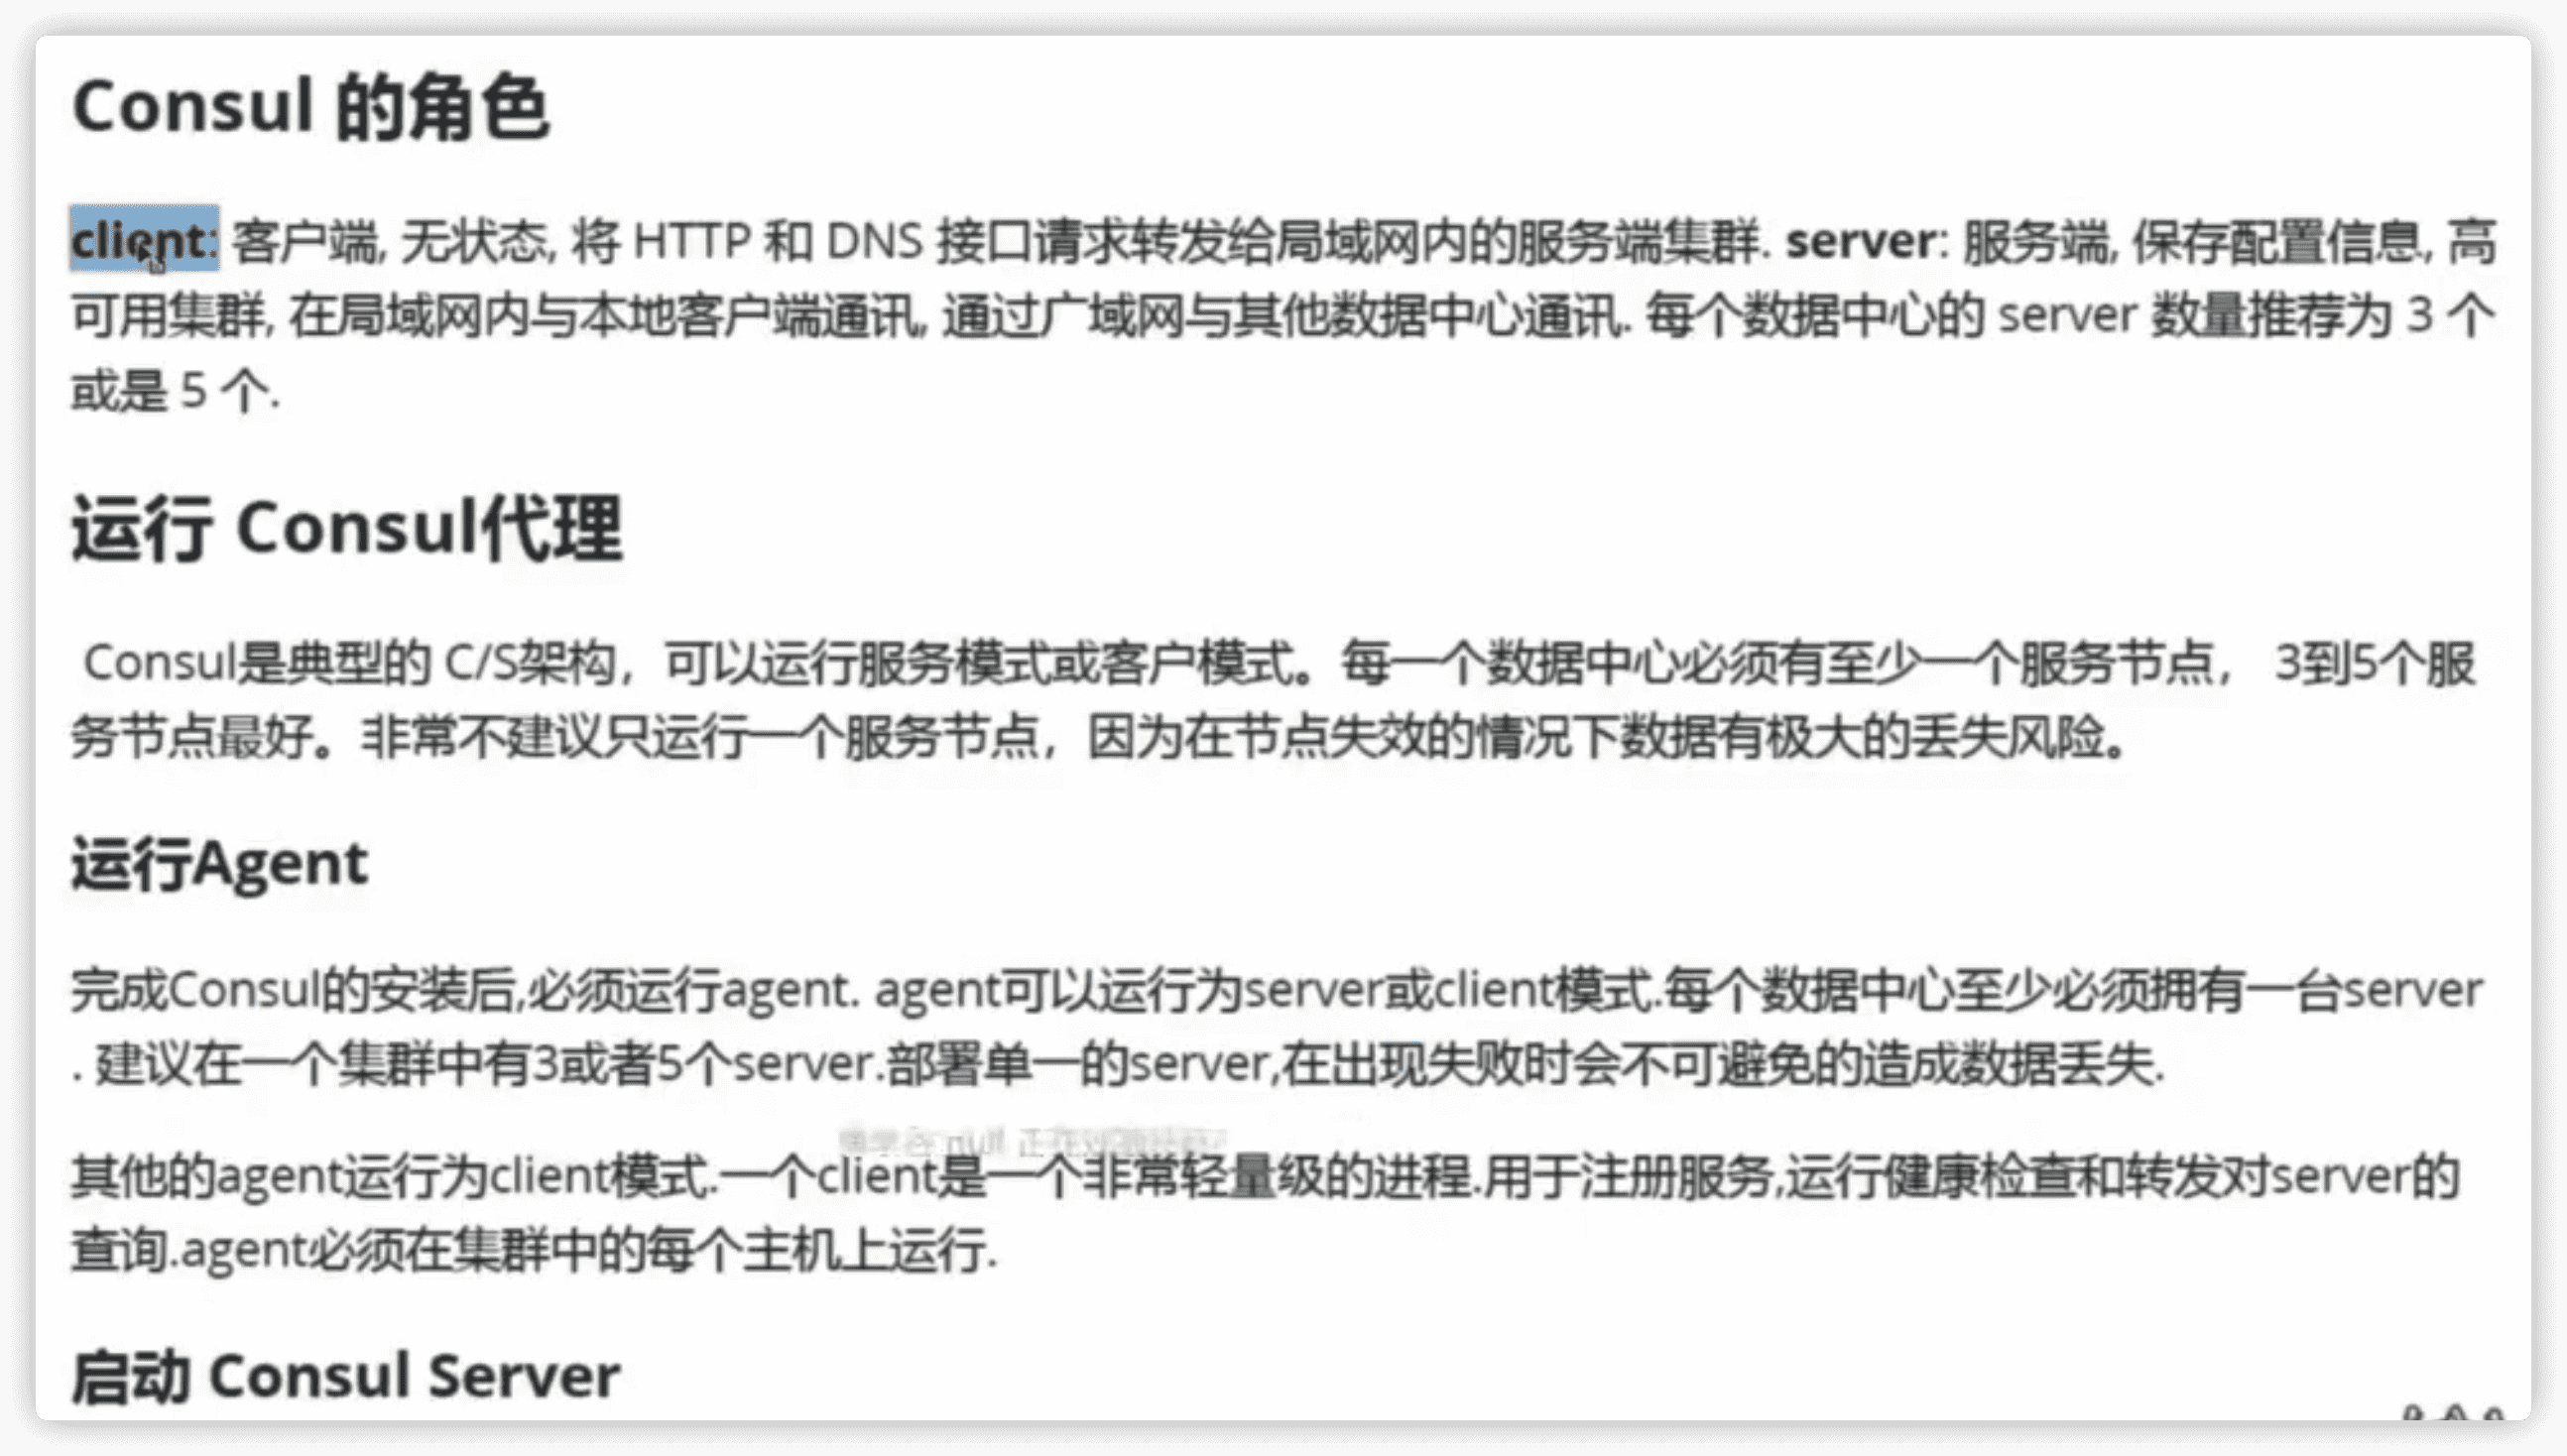 Consul 的角色
client: 客户端, 无状态, 将 HTTP 和 DNS 接口请求转发给局域网内的服务端集群. server: 服务端, 保存配置信息, 高
可用集群, 在局域网内与本地客户端通讯, 通过广域网与其他数据中心通讯. 每个数据中心的 server 数量推荐为 3 个
或是 5 个.
运行 Consul代理
Consul是典型的 C/S架构，可以运行服务模式或客户模式。每一个数据中心必须有至少一个服务节点， 3到5个服
务节点最好。非常不建议只运行一个服务节点，因为在节点失效的情况下数据有极大的丢失风险。
运行Agent
完成Consul的安装后,必须运行agent. agent可以运行为server或client模式.每个数据中心至少必须拥有一台server
. 建议在一个集群中有3或者5个server.部署单一的server,在出现失败时会不可避免的造成数据丢失.
null 正在
其他的agent运行为client模式.一个client是一个非常轻量级的进程.用于注册服务,运行健康检查和转发对server的
查询.agent必须在集群中的每个主机上运行.
启动 Consul Server